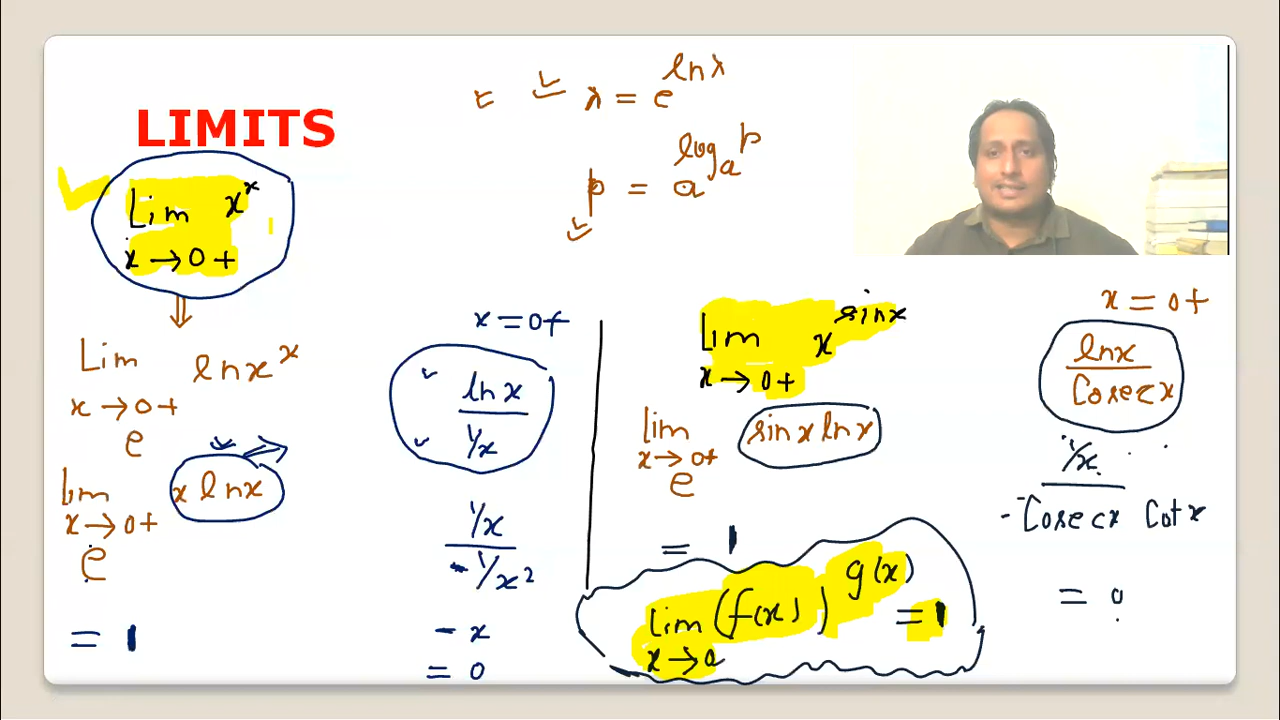 LIMITS
Lim x^x
x → 0+
Lim ln x^x
x → 0+
e
lim x ln x
x → 0+
e
= 1
x = e^(ln x)
p = a^(log_a p)
x = 0+
ln x
1/x
1/x
-1/x²
- x
= 0
Lim x^(sin x)
x → 0+
lim sin x ln x
x → 0+
e
= 1
lim (f(x))^g(x) = 1
x → a
x = 0+
ln x
Cosec x
1/x
- Cosec x Cot x
= 0